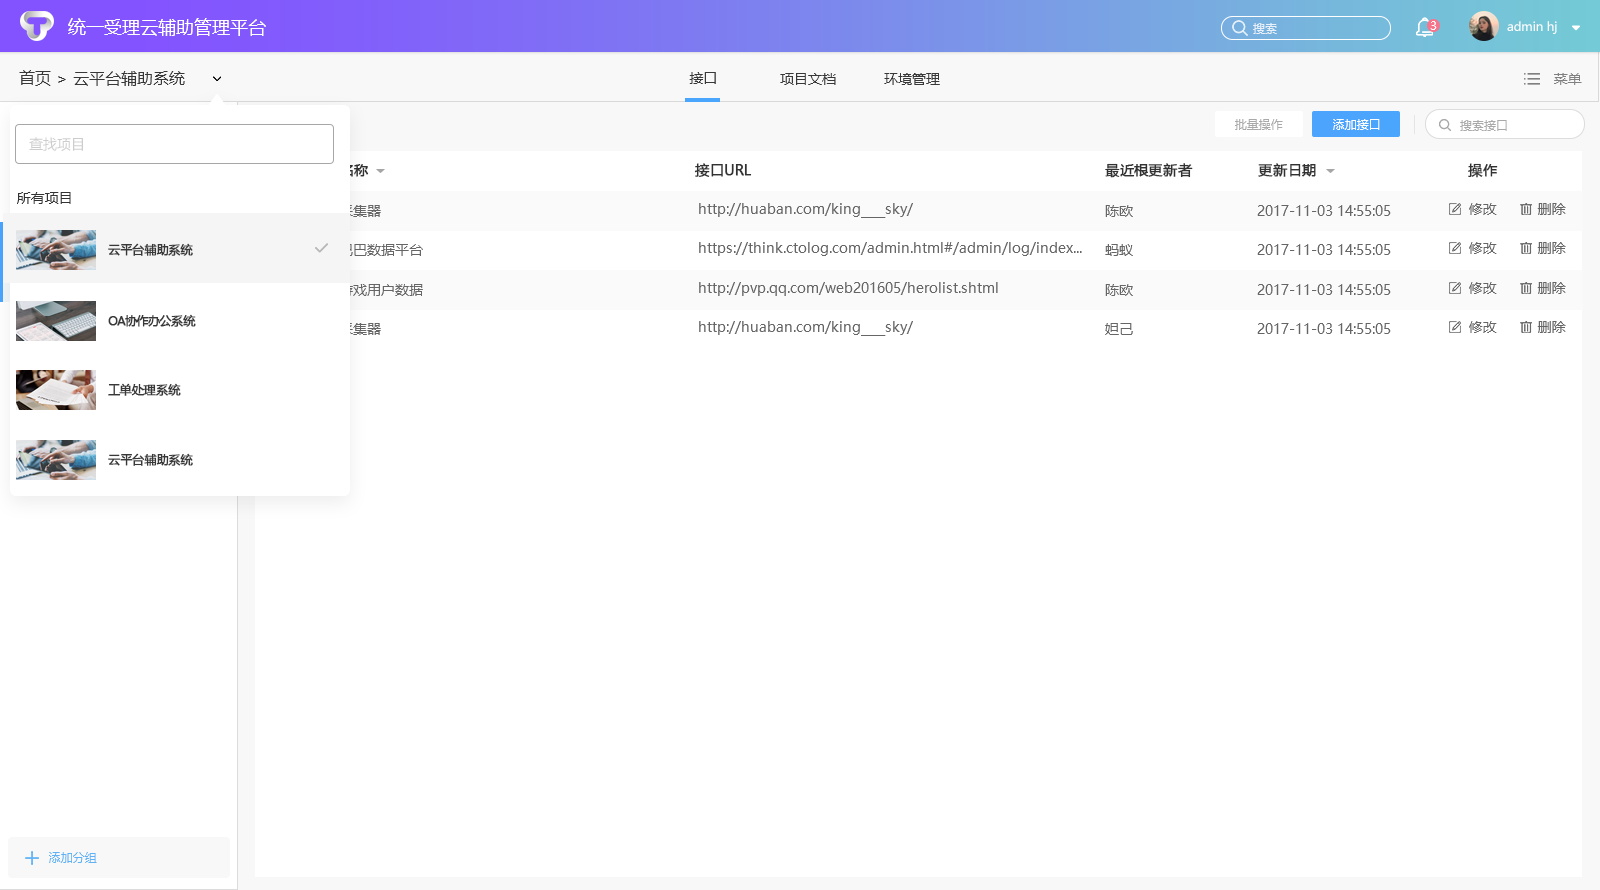 统一受理云辅助管理平台
搜索
3
admin hj
首页 > 云平台辅助系统
接口
项目文档
环境管理
菜单
批量操作
添加接口
搜索接口
查找项目
所有项目
云平台辅助系统
OA协作办公系统
工单处理系统
云平台辅助系统
称 接口URL 最近根更新者 更新日期 操作
集器 http://huaban.com/king___sky/ 陈欧 2017-11-03 14:55:05 修改 删除
巴数据平台 https://think.ctolog.com/admin.html#/admin/log/index... 蚂蚁 2017-11-03 14:55:05 修改 删除
戏用户数据 http://pvp.qq.com/web201605/herolist.shtml 陈欧 2017-11-03 14:55:05 修改 删除
集器 http://huaban.com/king___sky/ 妲己 2017-11-03 14:55:05 修改 删除
添加分组